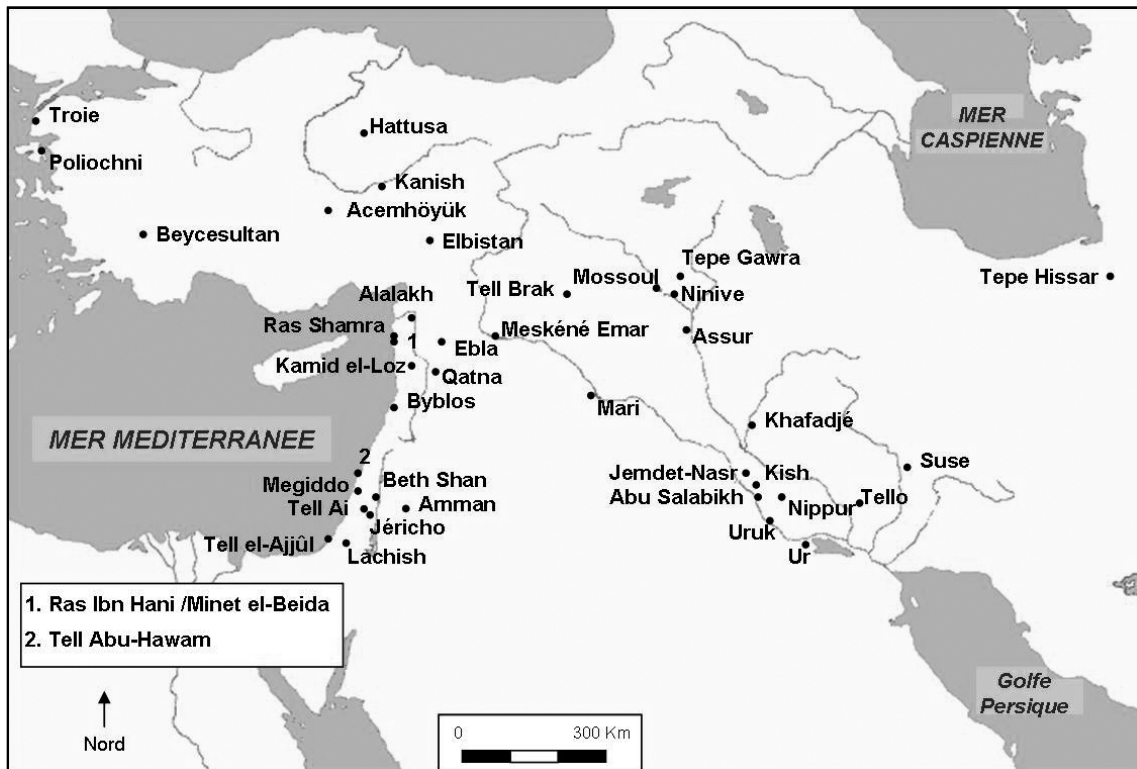 Troie
Poliochni
Beycesultan
Hattusa
Kanish
Acemhöyük
Elbistan
MER
CASPIENNE
Tepe Hissar
Tepe Gawra
Mossoul
Tell Brak
Ninive
Assur
Alalakh
Ras Shamra
1
Ebla
Meskéné Emar
Kamid el-Loz
Qatna
Byblos
Mari
MER MEDITERRANEE
Khafadjé
Suse
2
Megiddo
Beth Shan
Tell Ai
Amman
Jéricho
Tell el-Ajjûl
Lachish
Jemdet-Nasr
Kish
Abu Salabikh
Nippur
Tello
Uruk
Ur
1. Ras Ibn Hani /Minet el-Beida
2. Tell Abu-Hawam
Golfe
Persique
Nord
0 300 Km